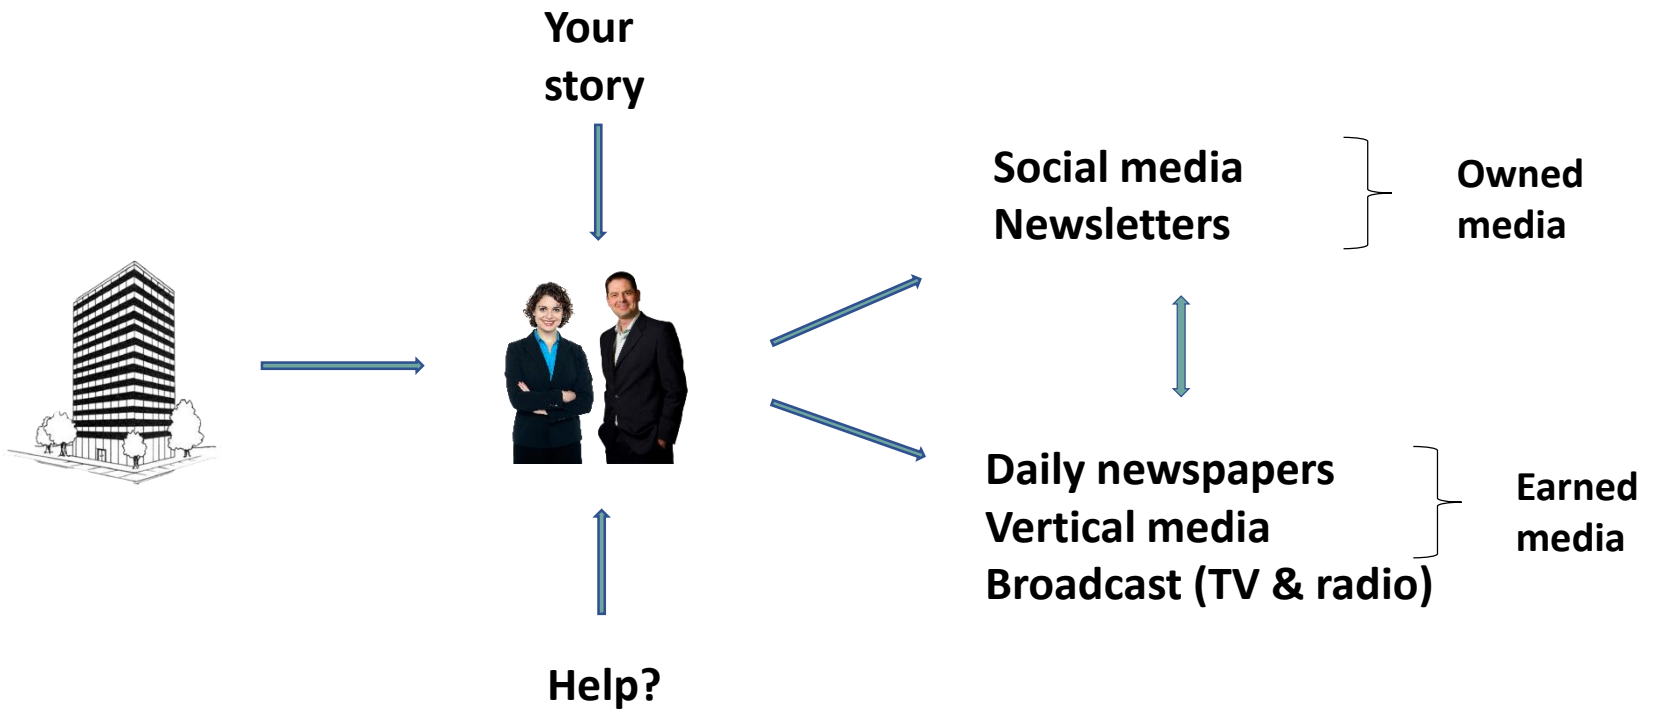 Your
story
Social media
Newsletters
Owned
media
Daily newspapers
Vertical media
Broadcast (TV & radio)
Earned
media
Help?